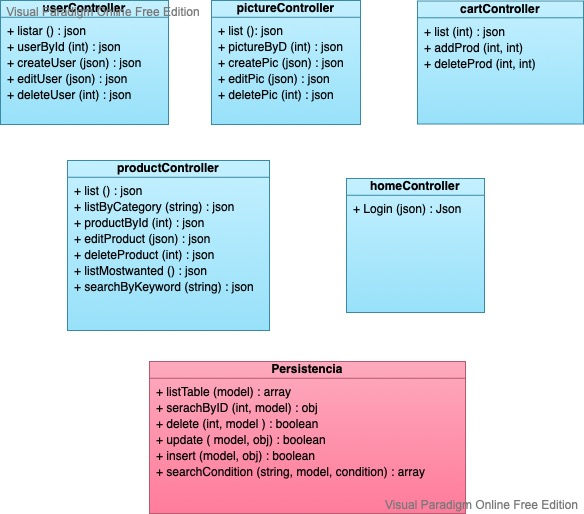 userController
Visual Paradigm Online Free Edition
+ listar () : json
+ userById (int) : json
+ createUser (json) : json
+ editUser (json) : json
+ deleteUser (int) : json
pictureController
+ list (): json
+ pictureByD (int) : json
+ createPic (json) : json
+ editPic (json) : json
+ deletePic (int) : json
cartController
+ list (int) : json
+ addProd (int, int)
+ deleteProd (int, int)
productController
+ list () : json
+ listByCategory (string) : json
+ productById (int) : json
+ editProduct (json) : json
+ deleteProduct (int) : json
+ listMostwanted () : json
+ searchByKeyword (string) : json
homeController
+ Login (json) : Json
Persistencia
+ listTable (model) : array
+ serachByID (int, model) : obj
+ delete (int, model ) : boolean
+ update ( model, obj) : boolean
+ insert (model, obj) : boolean
+ searchCondition (string, model, condition) : array
Visual Paradigm Online Free Edition